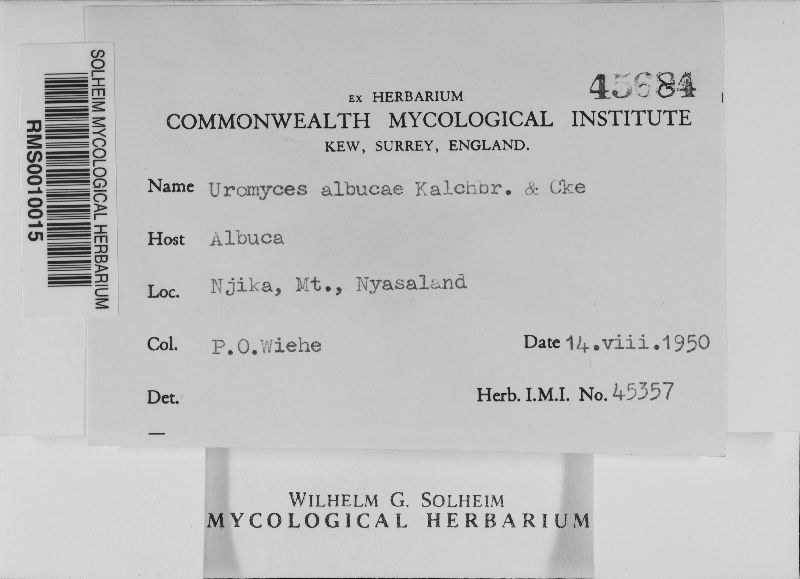 SOLHEIM MYCOLOGICAL HERBARIUM
RMS0010015
45684
EX HERBARIUM
COMMONWEALTH MYCOLOGICAL INSTITUTE
KEW, SURREY, ENGLAND.
Name Uromyces albucae Kalchbr. & Cke
Host Albuca
Loc. Njika, Mt., Nyasaland
Col. P.O.Wiehe Date 14.viii.1950
Det. Herb. I.M.I. No. 45357
—
WILHELM G. SOLHEIM
MYCOLOGICAL HERBARIUM